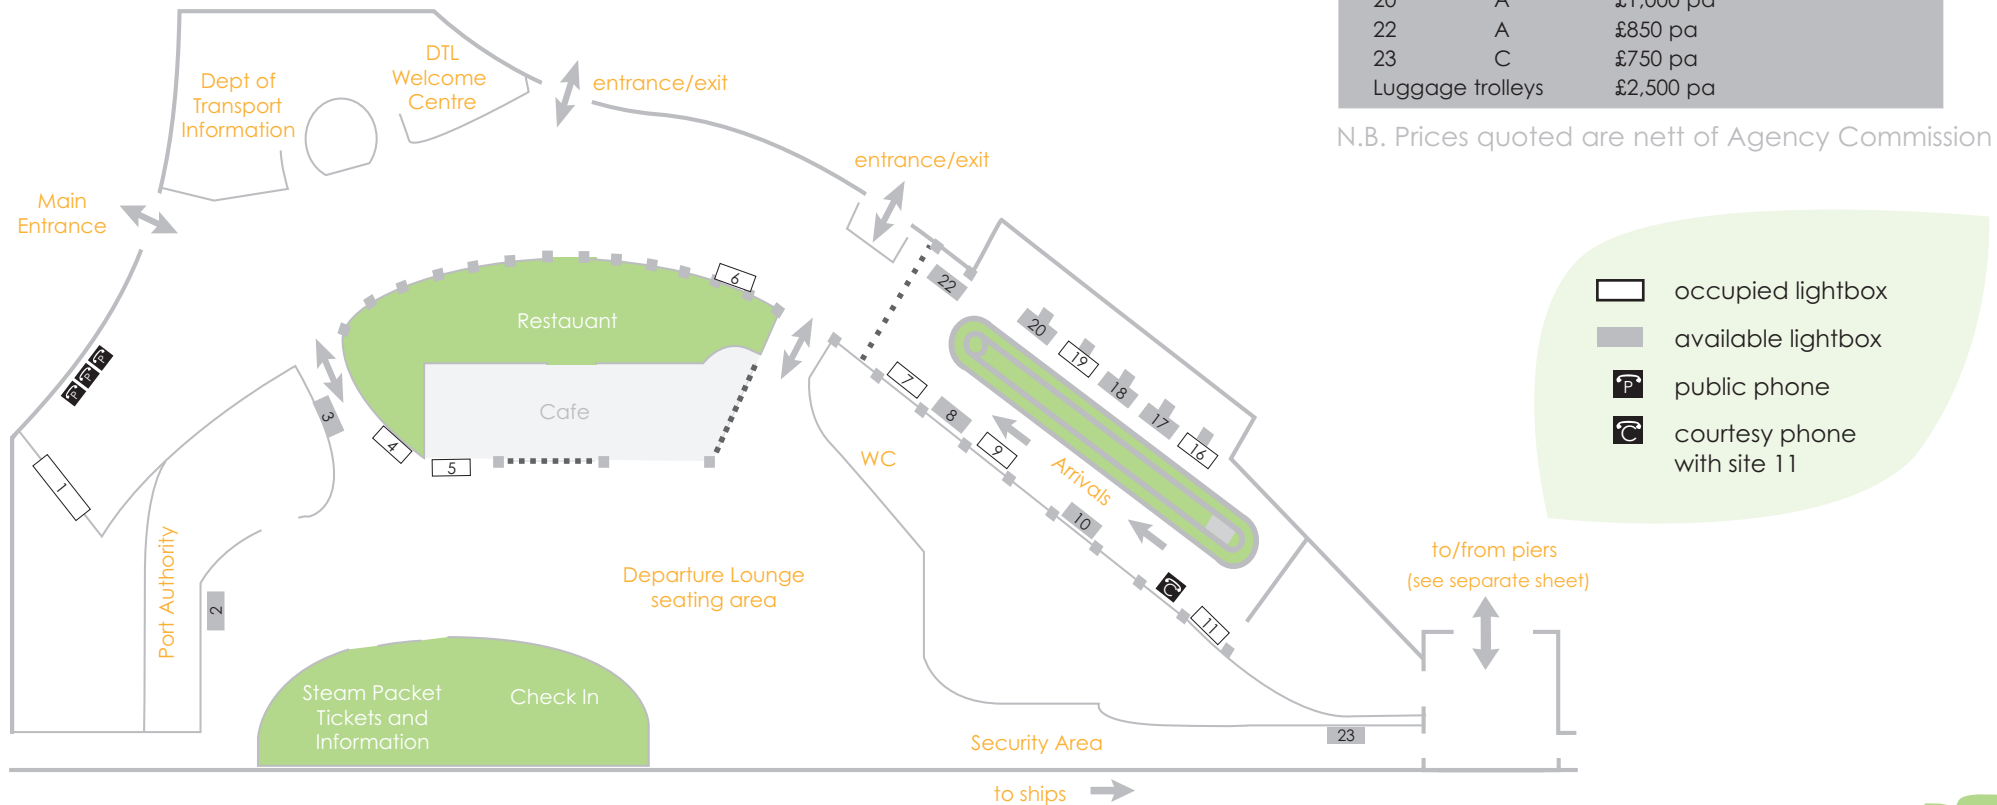 20 A £1,000 pa
22 A £850 pa
23 C £750 pa
Luggage trolleys £2,500 pa
N.B. Prices quoted are nett of Agency Commission
DTL
Welcome
Centre
Dept of
Transport
Information
entrance/exit
entrance/exit
Main
Entrance
22
6
Restauant
20
19
18
17
16
occupied lightbox
available lightbox
P
public phone
C
courtesy phone
with site 11
P
P
P
3
4
5
Cafe
7
8
9
10
Arrivals
WC
1
2
Port Authority
Departure Lounge
seating area
C
11
to/from piers
(see separate sheet)
Steam Packet
Tickets and
Information
Check In
Security Area
23
to ships